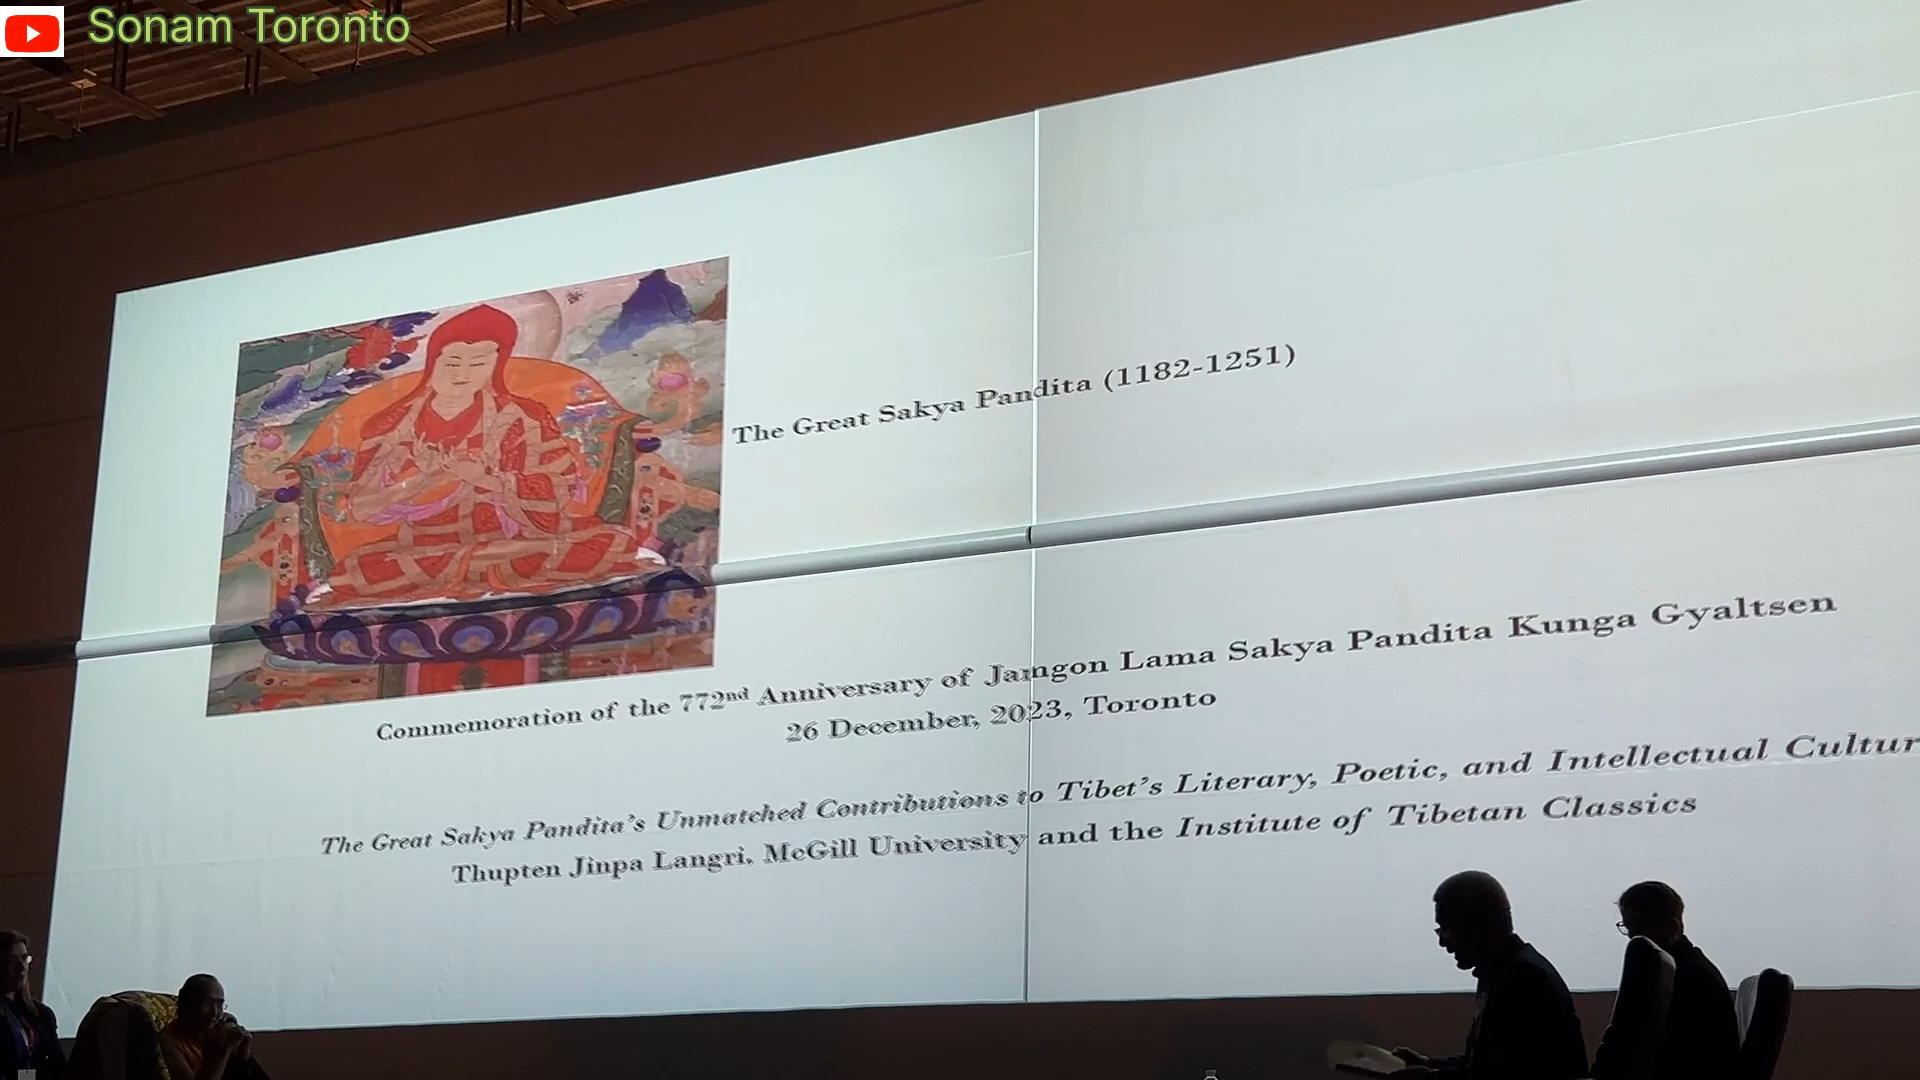 Sonam Toronto
The Great Sakya Pandita (1182-1251)
Commemoration of the 772nd Anniversary of Jamgon Lama Sakya Pandita Kunga Gyaltsen
26 December, 2023, Toronto
The Great Sakya Pandita's Unmatched Contributions to Tibet's Literary, Poetic, and Intellectual Cultur
Thupten Jinpa Langri, McGill University and the Institute of Tibetan Classics